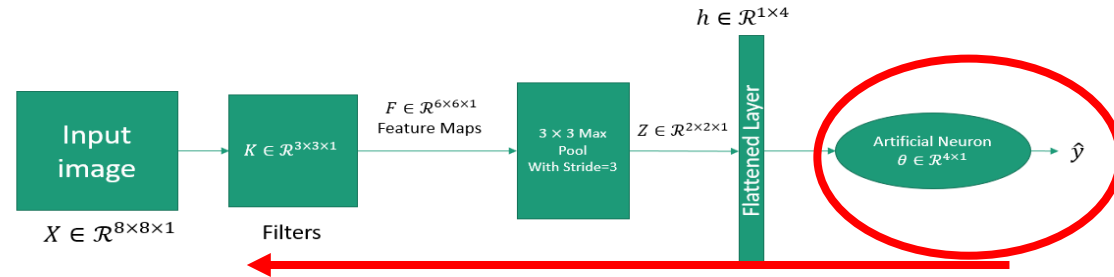 h ∈ ℛ^{1×4}
Input
image
X ∈ ℛ^{8×8×1}
K ∈ ℛ^{3×3×1}
Filters
F ∈ ℛ^{6×6×1}
Feature Maps
3 × 3 Max
Pool
With Stride=3
Z ∈ ℛ^{2×2×1}
Flattened Layer
Artificial Neuron
θ ∈ ℛ^{4×1}
ŷ